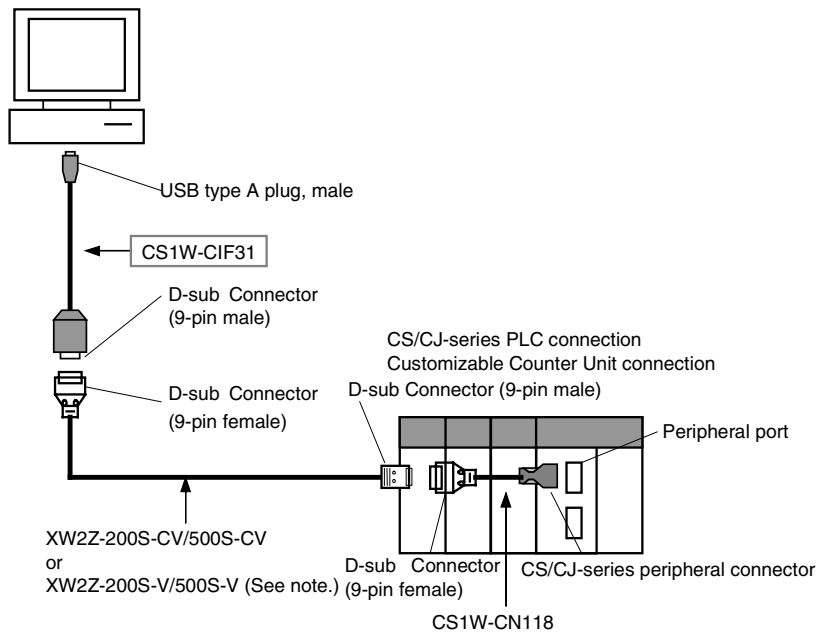 USB type A plug, male
CS1W-CIF31
D-sub Connector
(9-pin male)
D-sub Connector
(9-pin female)
CS/CJ-series PLC connection
Customizable Counter Unit connection
D-sub Connector (9-pin male)
Peripheral port
XW2Z-200S-CV/500S-CV
or
XW2Z-200S-V/500S-V (See note.)
D-sub Connector
(9-pin female)
CS/CJ-series peripheral connector
CS1W-CN118